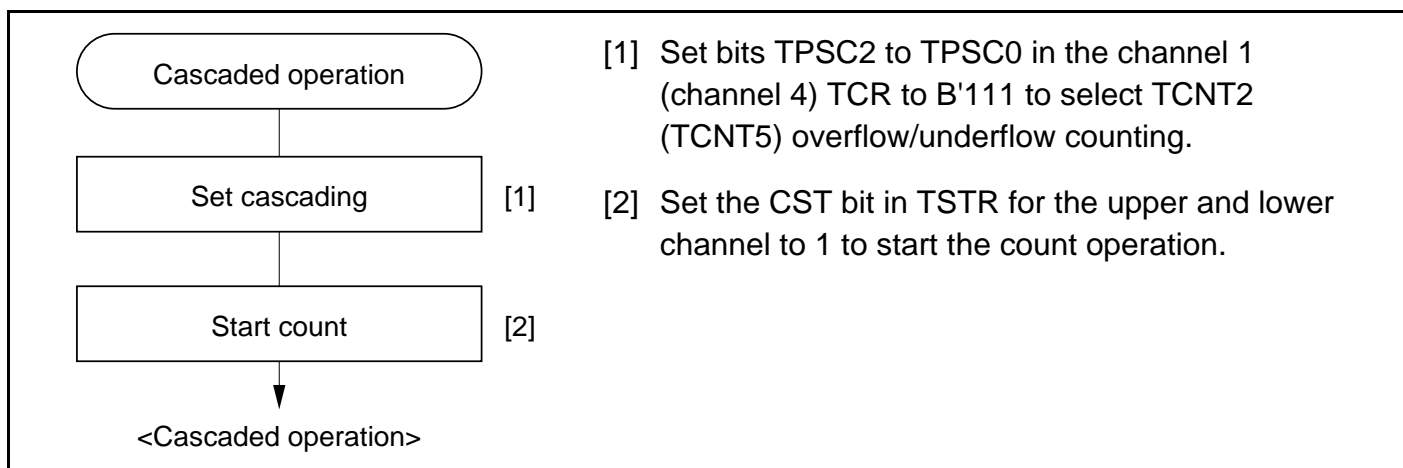 Cascaded operation
Set cascading
[1]
Start count
[2]
<Cascaded operation>
[1] Set bits TPSC2 to TPSC0 in the channel 1
(channel 4) TCR to B'111 to select TCNT2
(TCNT5) overflow/underflow counting.
[2] Set the CST bit in TSTR for the upper and lower
channel to 1 to start the count operation.